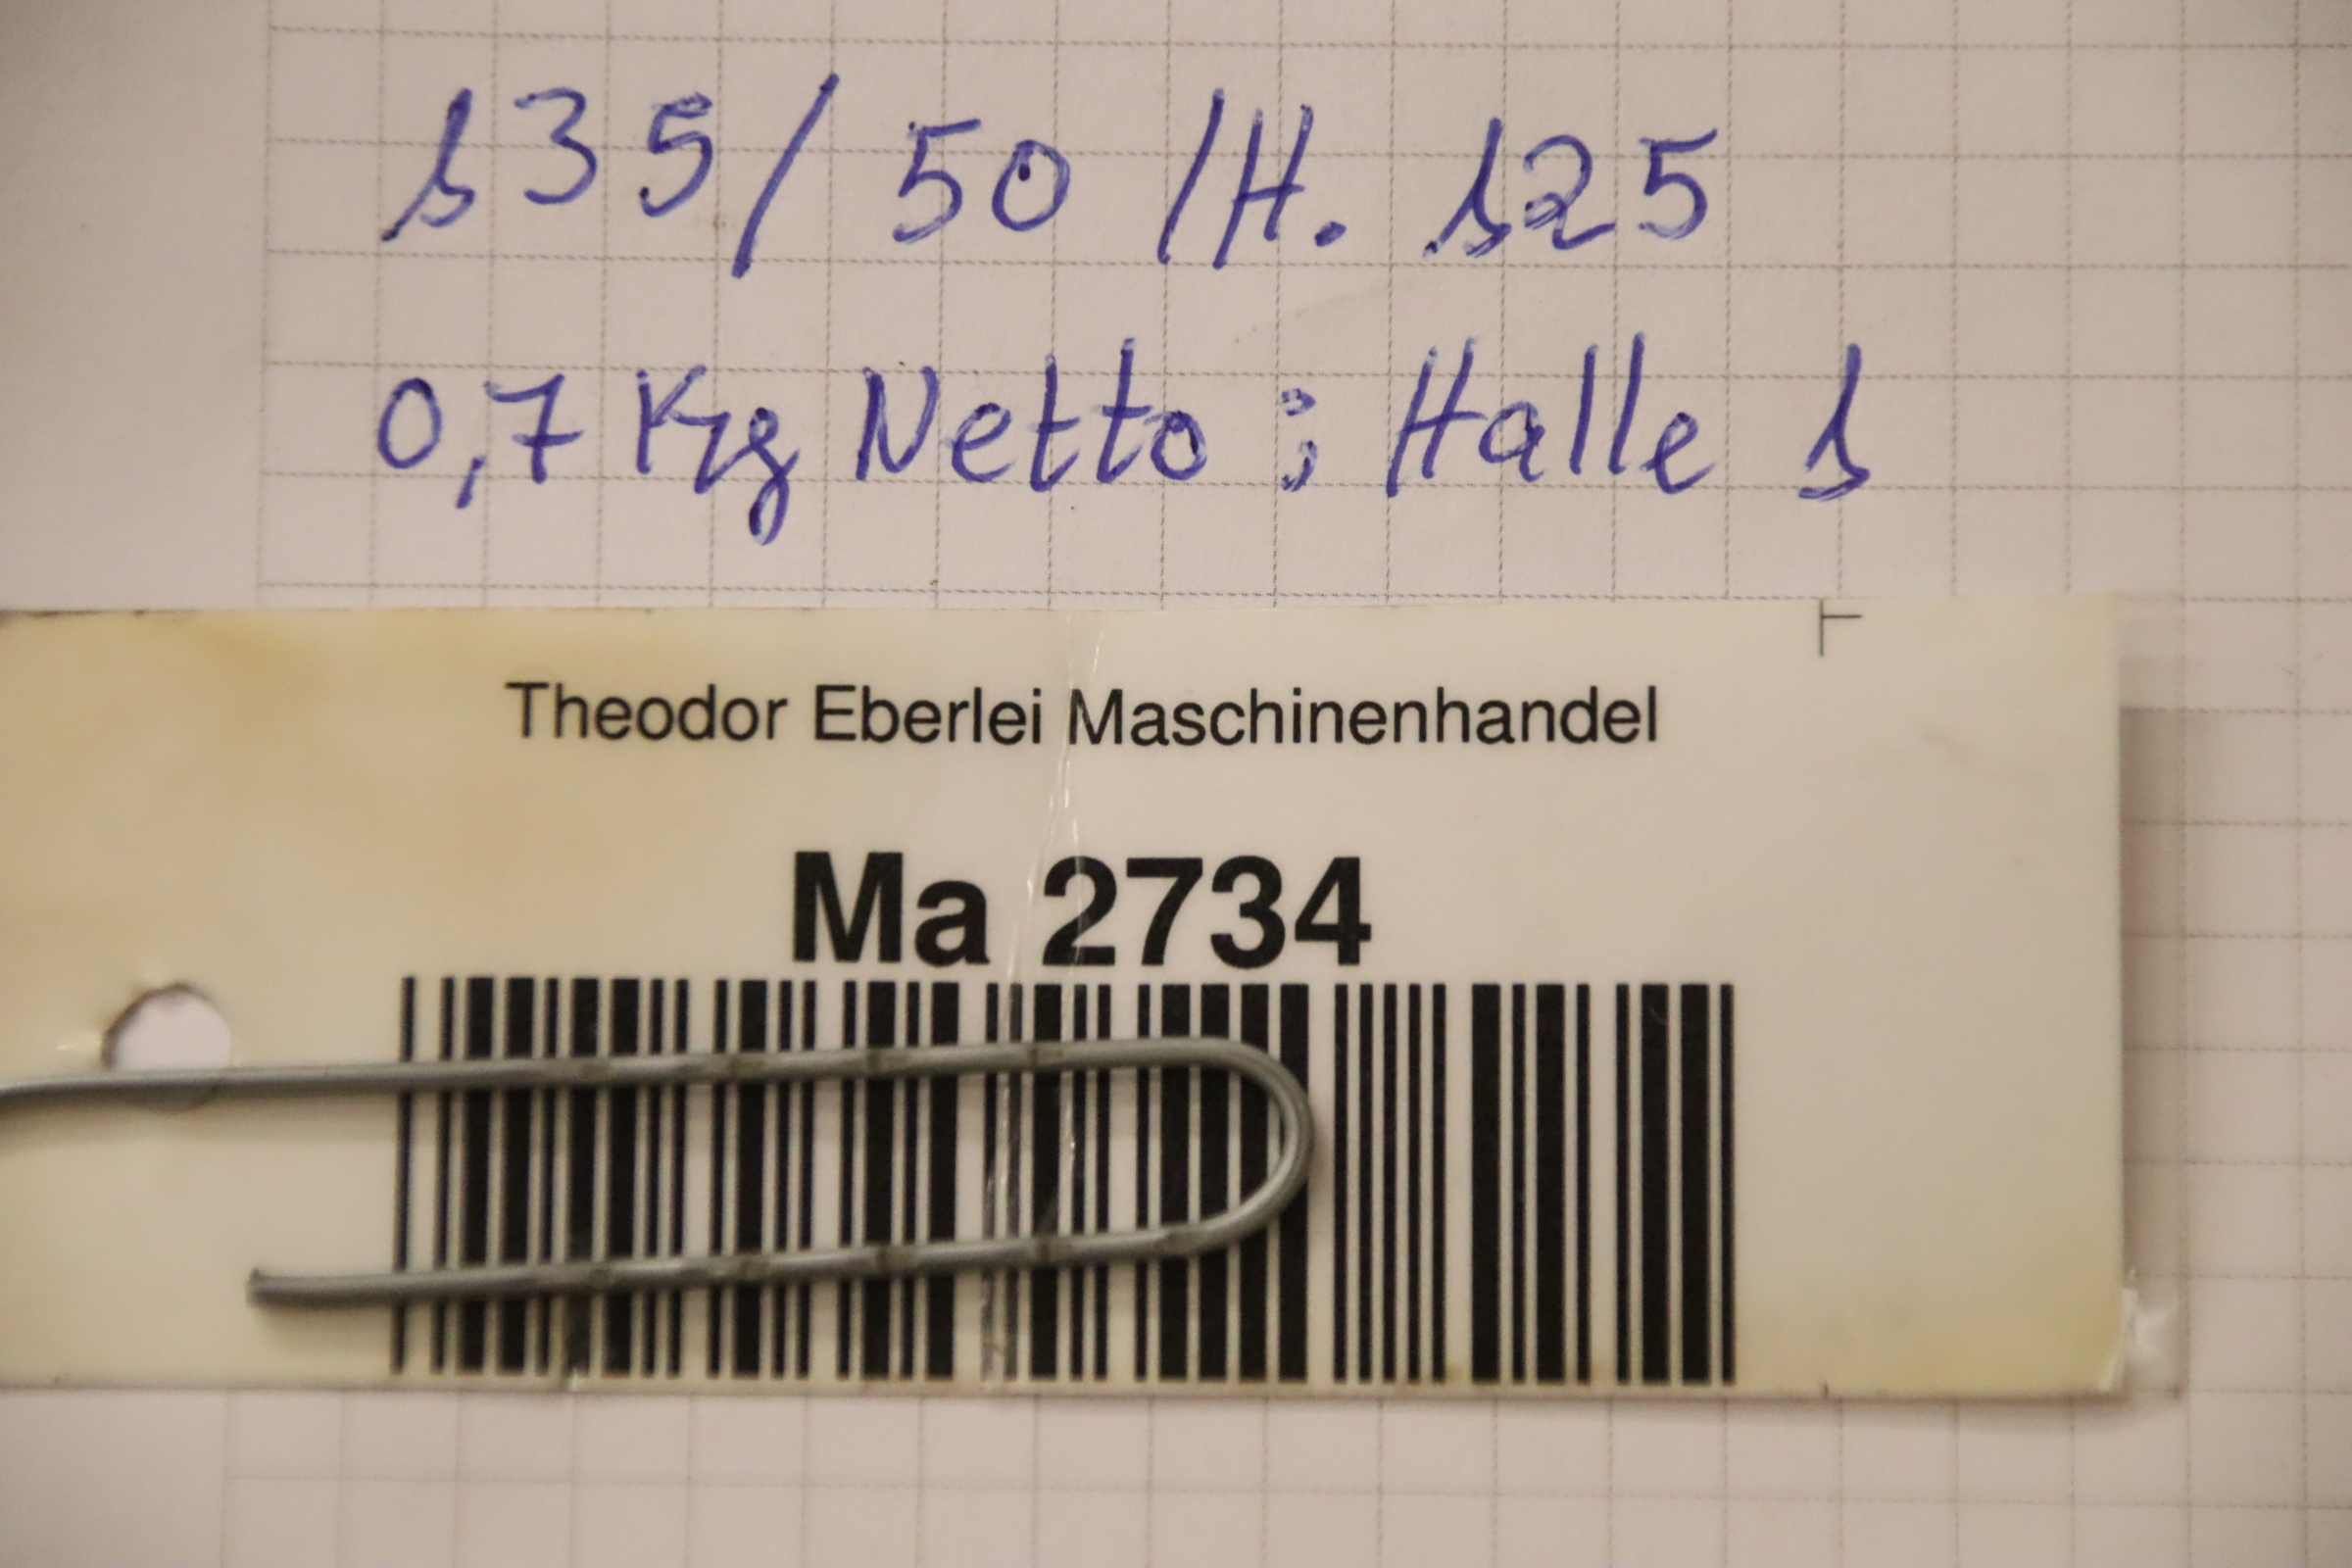 135/ 50 /H. 125
0,7 Kg Netto ; Halle 1
Theodor Eberlei Maschinenhandel
Ma 2734